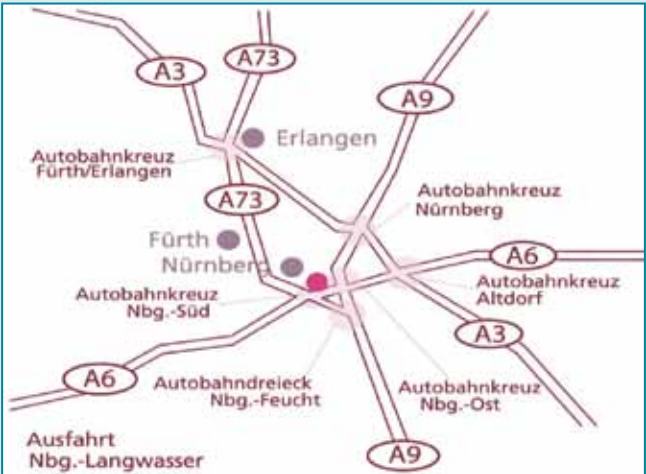 A3
A73
A9
Erlangen
Autobahnkreuz
Fürth/Erlangen
A73
Autobahnkreuz
Nürnberg
Fürth
Nürnberg
A6
Autobahnkreuz
Nbg.-Süd
Autobahnkreuz
Altdorf
A3
A6
Autobahndreieck
Nbg.-Feucht
Autobahnkreuz
Nbg.-Ost
Ausfahrt
Nbg.-Langwasser
A9